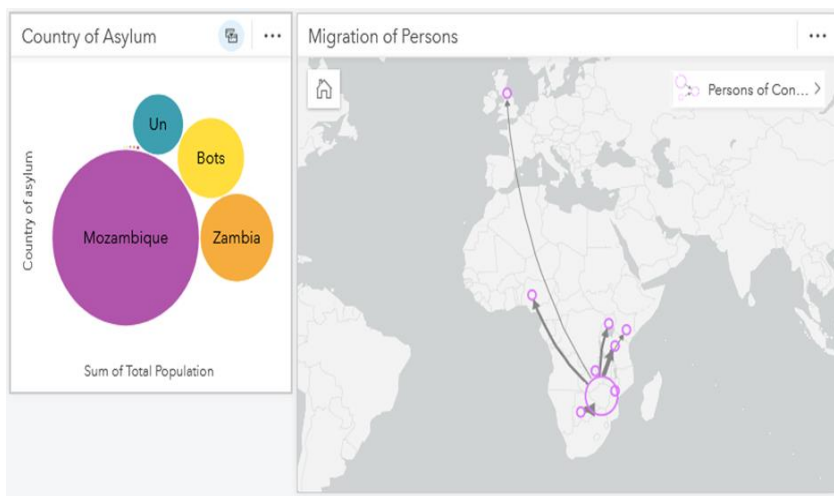 Country of Asylum
Un
Bots
Mozambique
Zambia
Country of asylum
Sum of Total Population
Migration of Persons
Persons of Con...